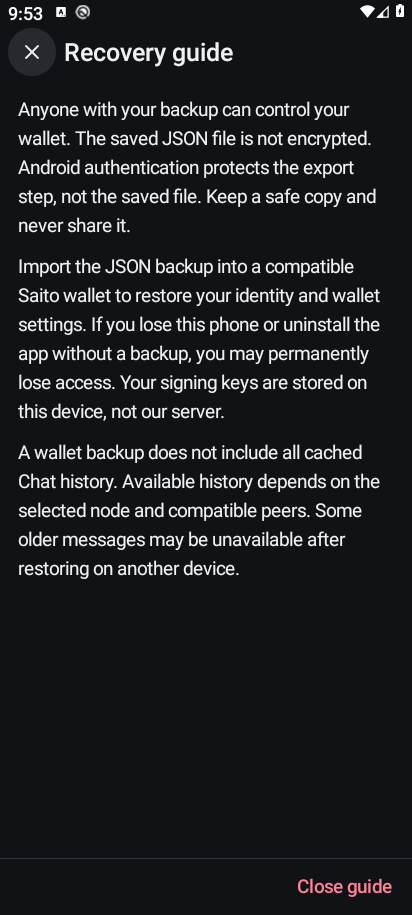 9:53
Recovery guide
Anyone with your backup can control your
wallet. The saved JSON file is not encrypted.
Android authentication protects the export
step, not the saved file. Keep a safe copy and
never share it.
Import the JSON backup into a compatible
Saito wallet to restore your identity and wallet
settings. If you lose this phone or uninstall the
app without a backup, you may permanently
lose access. Your signing keys are stored on
this device, not our server.
A wallet backup does not include all cached
Chat history. Available history depends on the
selected node and compatible peers. Some
older messages may be unavailable after
restoring on another device.
Close guide